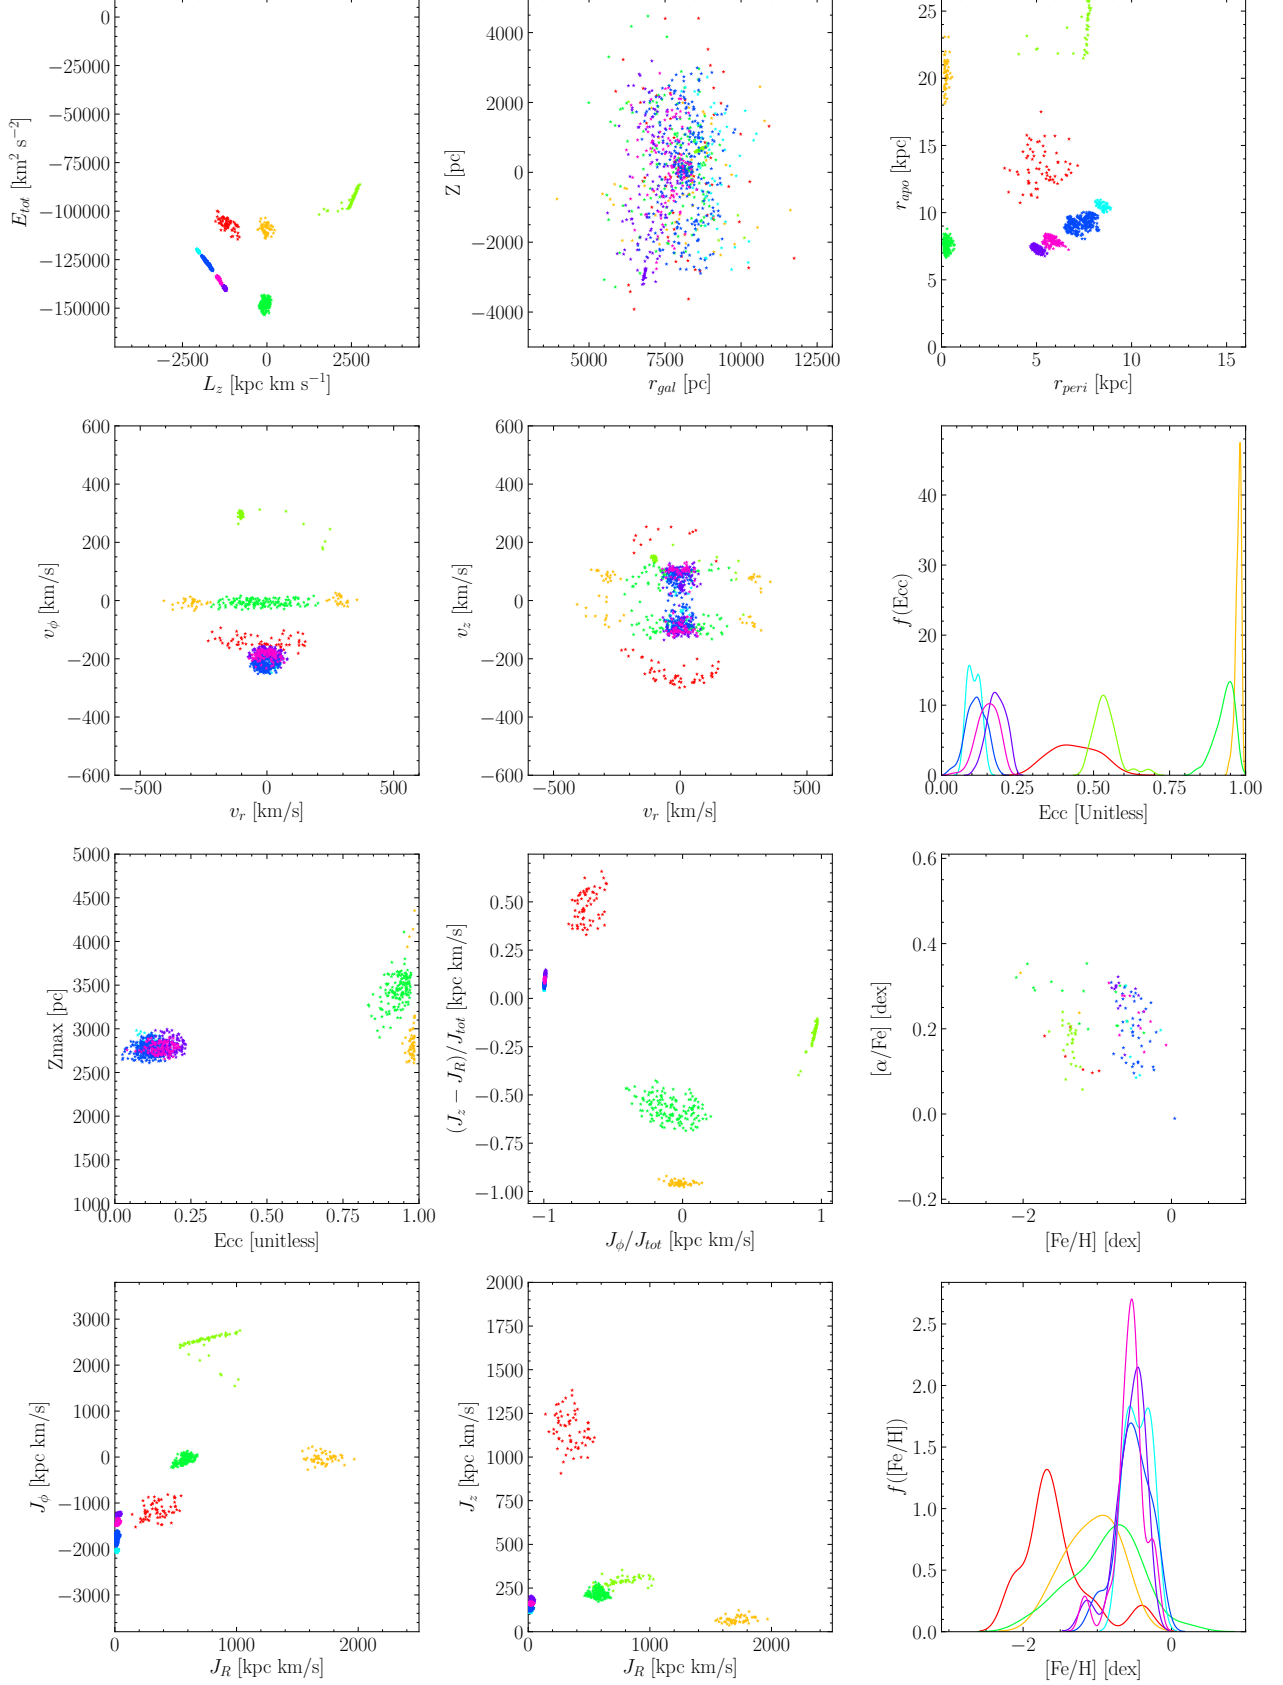 0
−25000
−50000
−75000
−100000
−125000
−150000
E_tot [km² s⁻²]
−2500 0 2500
L_z [kpc km s⁻¹]
4000
2000
0
−2000
−4000
Z [pc]
5000 7500 10000 12500
r_gal [pc]
25
20
15
10
5
0
r_apo [kpc]
0 5 10 15
r_peri [kpc]
600
400
200
0
−200
−400
−600
v_ϕ [km/s]
−500 0 500
v_r [km/s]
600
400
200
0
−200
−400
−600
v_z [km/s]
−500 0 500
v_r [km/s]
40
30
20
10
0
f(Ecc)
0.00 0.25 0.50 0.75 1.00
Ecc [Unitless]
5000
4500
4000
3500
3000
2500
2000
1500
1000
Zmax [pc]
0.00 0.25 0.50 0.75 1.00
Ecc [unitless]
0.50
0.25
0.00
−0.25
−0.50
−0.75
−1.00
(J_z − J_R)/J_tot [kpc km/s]
−1 0 1
J_ϕ/J_tot [kpc km/s]
0.6
0.4
0.2
0.0
−0.2
[α/Fe] [dex]
−2 0
[Fe/H] [dex]
3000
2000
1000
0
−1000
−2000
−3000
J_ϕ [kpc km/s]
0 1000 2000
J_R [kpc km/s]
2000
1750
1500
1250
1000
750
500
250
0
J_z [kpc km/s]
0 1000 2000
J_R [kpc km/s]
2.5
2.0
1.5
1.0
0.5
0.0
f([Fe/H])
−2 0
[Fe/H] [dex]